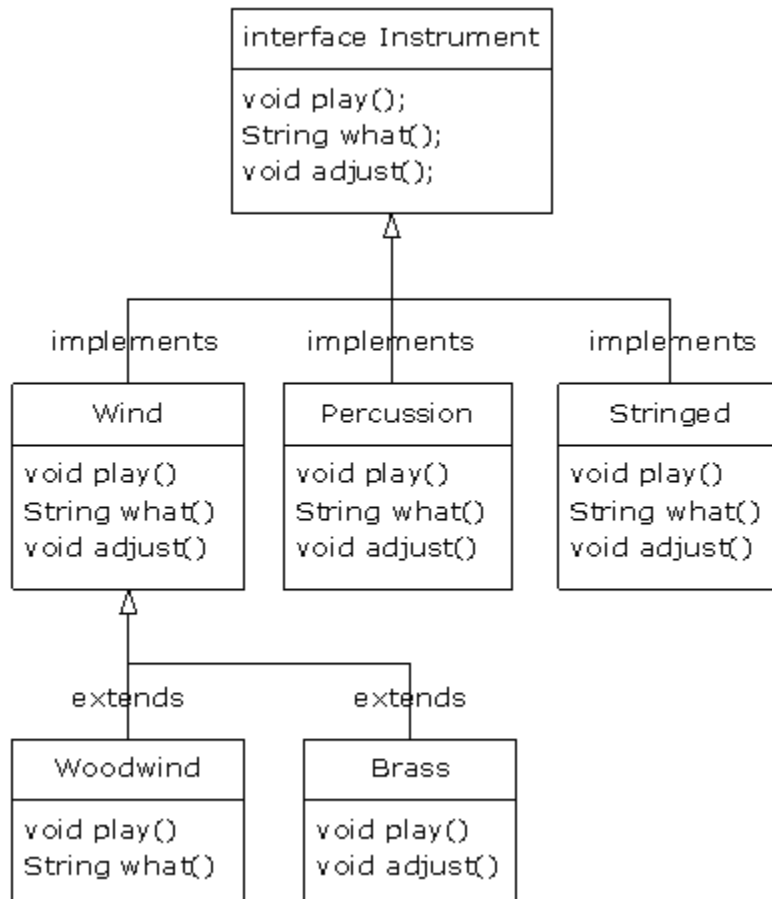 interface Instrument
void play();
String what();
void adjust();
implements
implements
implements
Wind
void play()
String what()
void adjust()
Percussion
void play()
String what()
void adjust()
Stringed
void play()
String what()
void adjust()
extends
extends
Woodwind
void play()
String what()
Brass
void play()
void adjust()